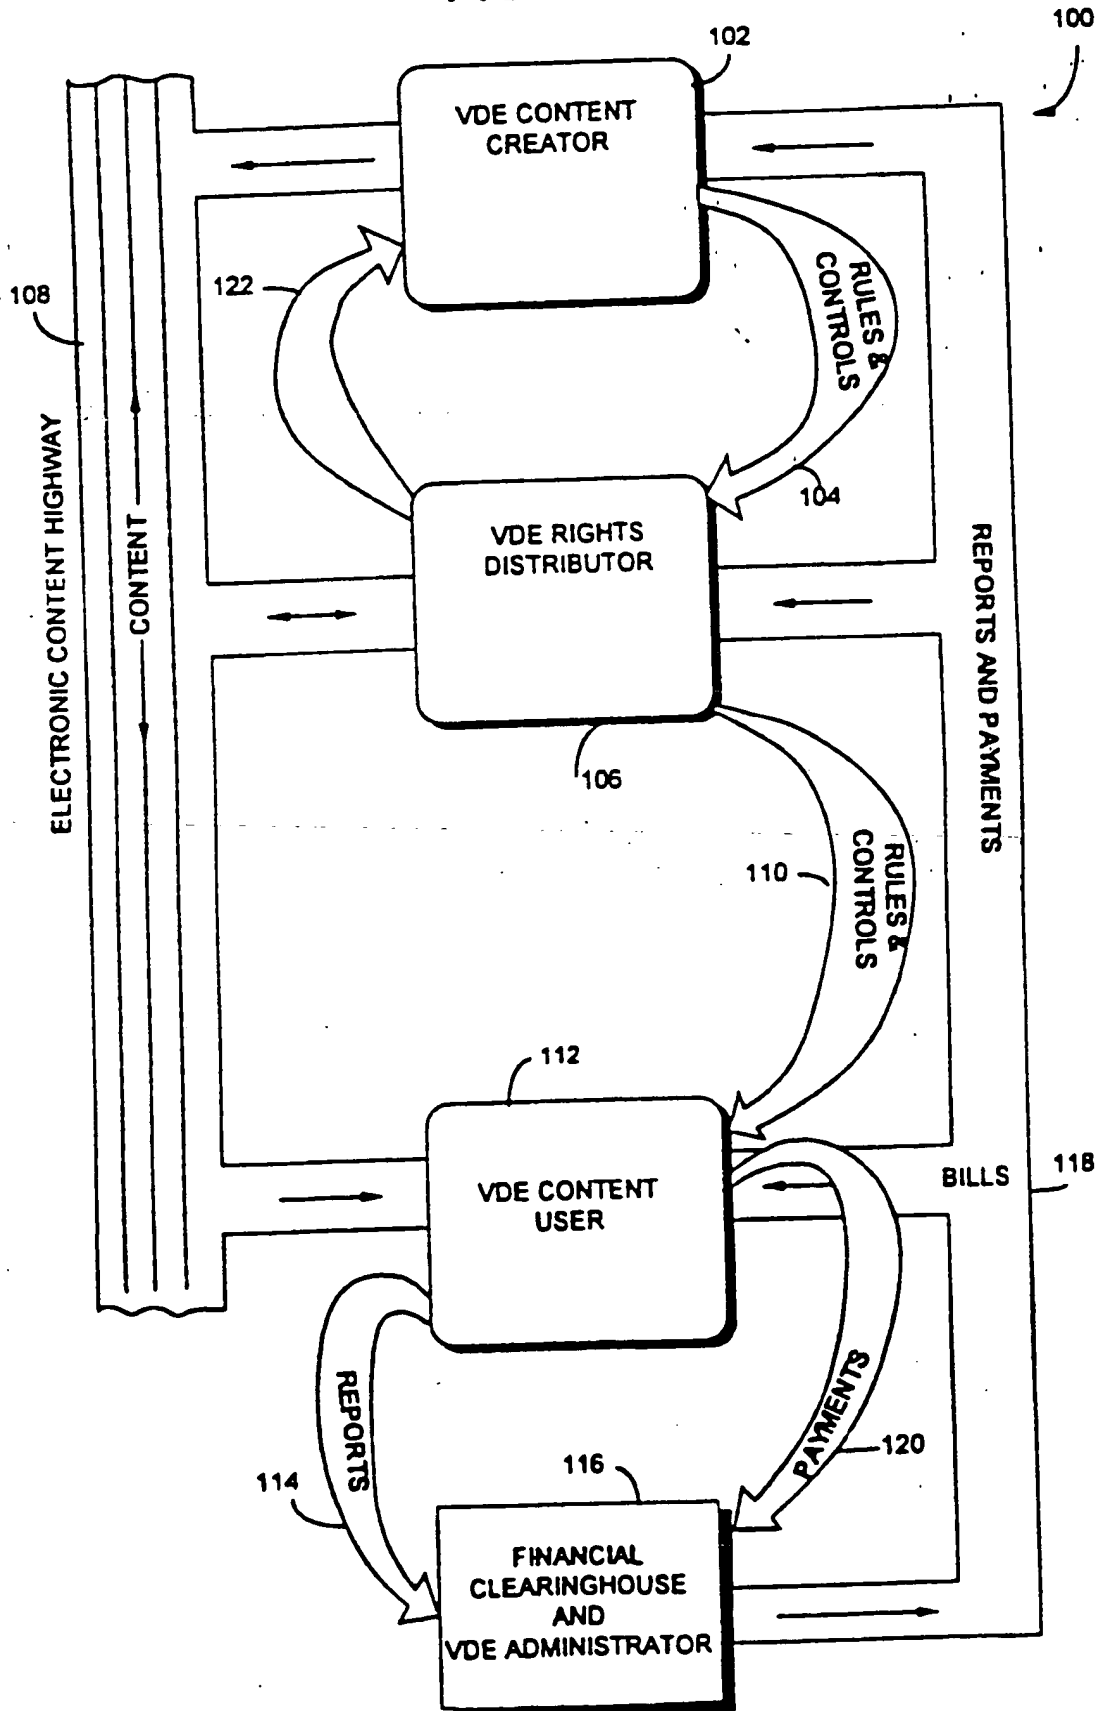 100
102
VDE CONTENT
CREATOR
122
RULES &
CONTROLS
108
104
ELECTRONIC CONTENT HIGHWAY
CONTENT
VDE RIGHTS
DISTRIBUTOR
REPORTS AND PAYMENTS
106
110
RULES &
CONTROLS
112
VDE CONTENT
USER
BILLS
118
REPORTS
PAYMENTS
120
114
116
FINANCIAL
CLEARINGHOUSE
AND
VDE ADMINISTRATOR